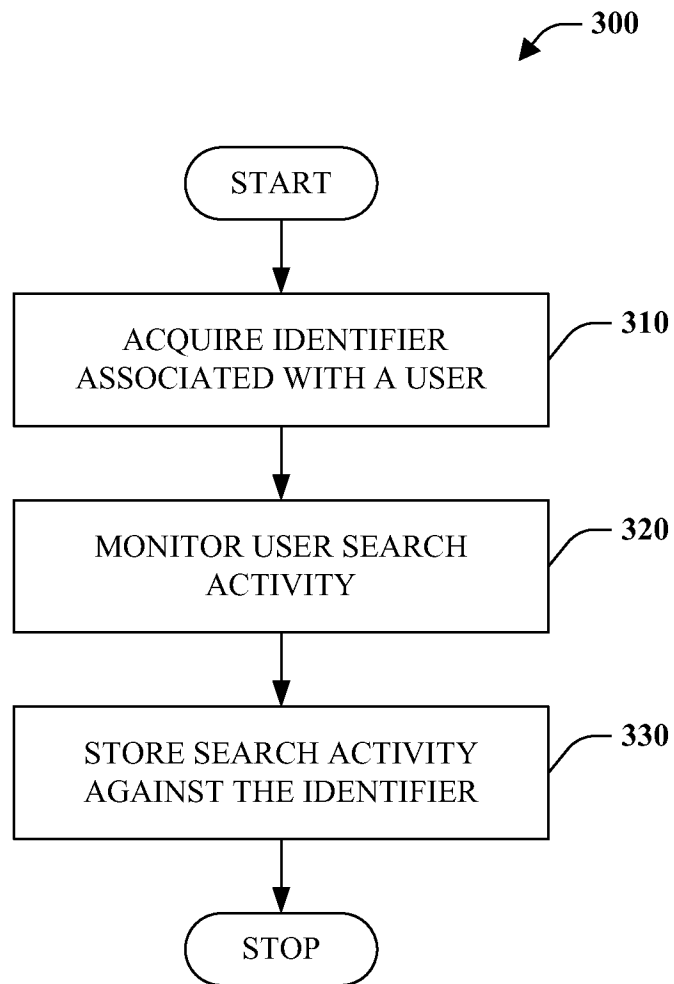 300
START
ACQUIRE IDENTIFIER
ASSOCIATED WITH A USER
310
MONITOR USER SEARCH
ACTIVITY
320
STORE SEARCH ACTIVITY
AGAINST THE IDENTIFIER
330
STOP